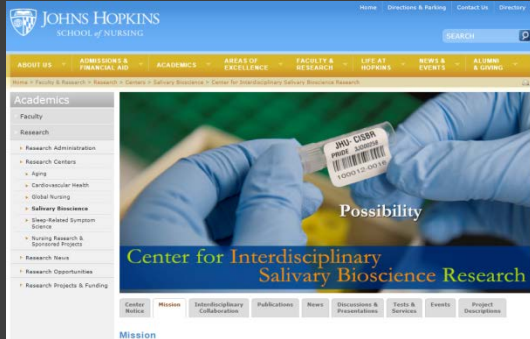 JOHNS HOPKINS
SCHOOL of NURSING
Home Directions & Parking Contact Us Directory
SEARCH
ABOUT US
ADMISSIONS & FINANCIAL AID
ACADEMICS
AREAS OF EXCELLENCE
FACULTY & RESEARCH
LIFE AT HOPKINS
NEWS & EVENTS
ALUMNI & GIVING
Home > Faculty & Research > Research > Centers > Salivary Bioscience > Center for Interdisciplinary Salivary Bioscience Research
Academics
Faculty
Research
Research Administration
Research Centers
Aging
Cardiovascular Health
Global Nursing
Salivary Bioscience
Sleep-Related Symptom
Science
Nursing Research &
Sponsored Projects
Research News
Research Opportunities
Research Projects & Funding
JHU- CISBR
PRIDE
100012-0016
Possibility
Center for Interdisciplinary
Salivary Bioscience Research
Center Notice
Mission
Interdisciplinary Collaboration
Publications
News
Discussions & Presentations
Tests & Services
Events
Project Descriptions
Mission